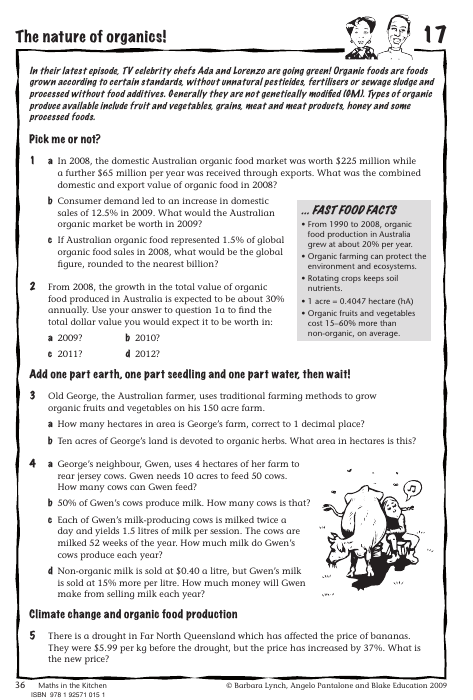 The nature of organics!
17
In their latest episode, TV celebrity chefs Ada and Lorenzo are going green! Organic foods are foods
grown according to certain standards, without unnatural pesticides, fertilisers or sewage sludge and
processed without food additives. Generally they are not genetically modified (GM). Types of organic
produce available include fruit and vegetables, grains, meat and meat products, honey and some
processed foods.
Pick me or not?
1 a In 2008, the domestic Australian organic food market was worth $225 million while
a further $65 million per year was received through exports. What was the combined
domestic and export value of organic food in 2008?
b Consumer demand led to an increase in domestic
sales of 12.5% in 2009. What would the Australian
organic market be worth in 2009?
c If Australian organic food represented 1.5% of global
organic food sales in 2008, what would be the global
figure, rounded to the nearest billion?
... FAST FOOD FACTS
• From 1990 to 2008, organic
food production in Australia
grew at about 20% per year.
• Organic farming can protect the
environment and ecosystems.
• Rotating crops keeps soil
nutrients.
• 1 acre = 0.4047 hectare (hA)
• Organic fruits and vegetables
cost 15–60% more than
non-organic, on average.
2 From 2008, the growth in the total value of organic
food produced in Australia is expected to be about 30%
annually. Use your answer to question 1a to find the
total dollar value you would expect it to be worth in:
a 2009? b 2010?
c 2011? d 2012?
Add one part earth, one part seedling and one part water, then wait!
3 Old George, the Australian farmer, uses traditional farming methods to grow
organic fruits and vegetables on his 150 acre farm.
a How many hectares in area is George's farm, correct to 1 decimal place?
b Ten acres of George's land is devoted to organic herbs. What area in hectares is this?
4 a George's neighbour, Gwen, uses 4 hectares of her farm to
rear jersey cows. Gwen needs 10 acres to feed 50 cows.
How many cows can Gwen feed?
b 50% of Gwen's cows produce milk. How many cows is that?
c Each of Gwen's milk-producing cows is milked twice a
day and yields 1.5 litres of milk per session. The cows are
milked 52 weeks of the year. How much milk do Gwen's
cows produce each year?
d Non-organic milk is sold at $0.40 a litre, but Gwen's milk
is sold at 15% more per litre. How much money will Gwen
make from selling milk each year?
Climate change and organic food production
5 There is a drought in Far North Queensland which has affected the price of bananas.
They were $5.99 per kg before the drought, but the price has increased by 37%. What is
the new price?
36 Maths in the Kitchen
© Barbara Lynch, Angelo Pantalone and Blake Education 2009
ISBN 978 1 92571 015 1